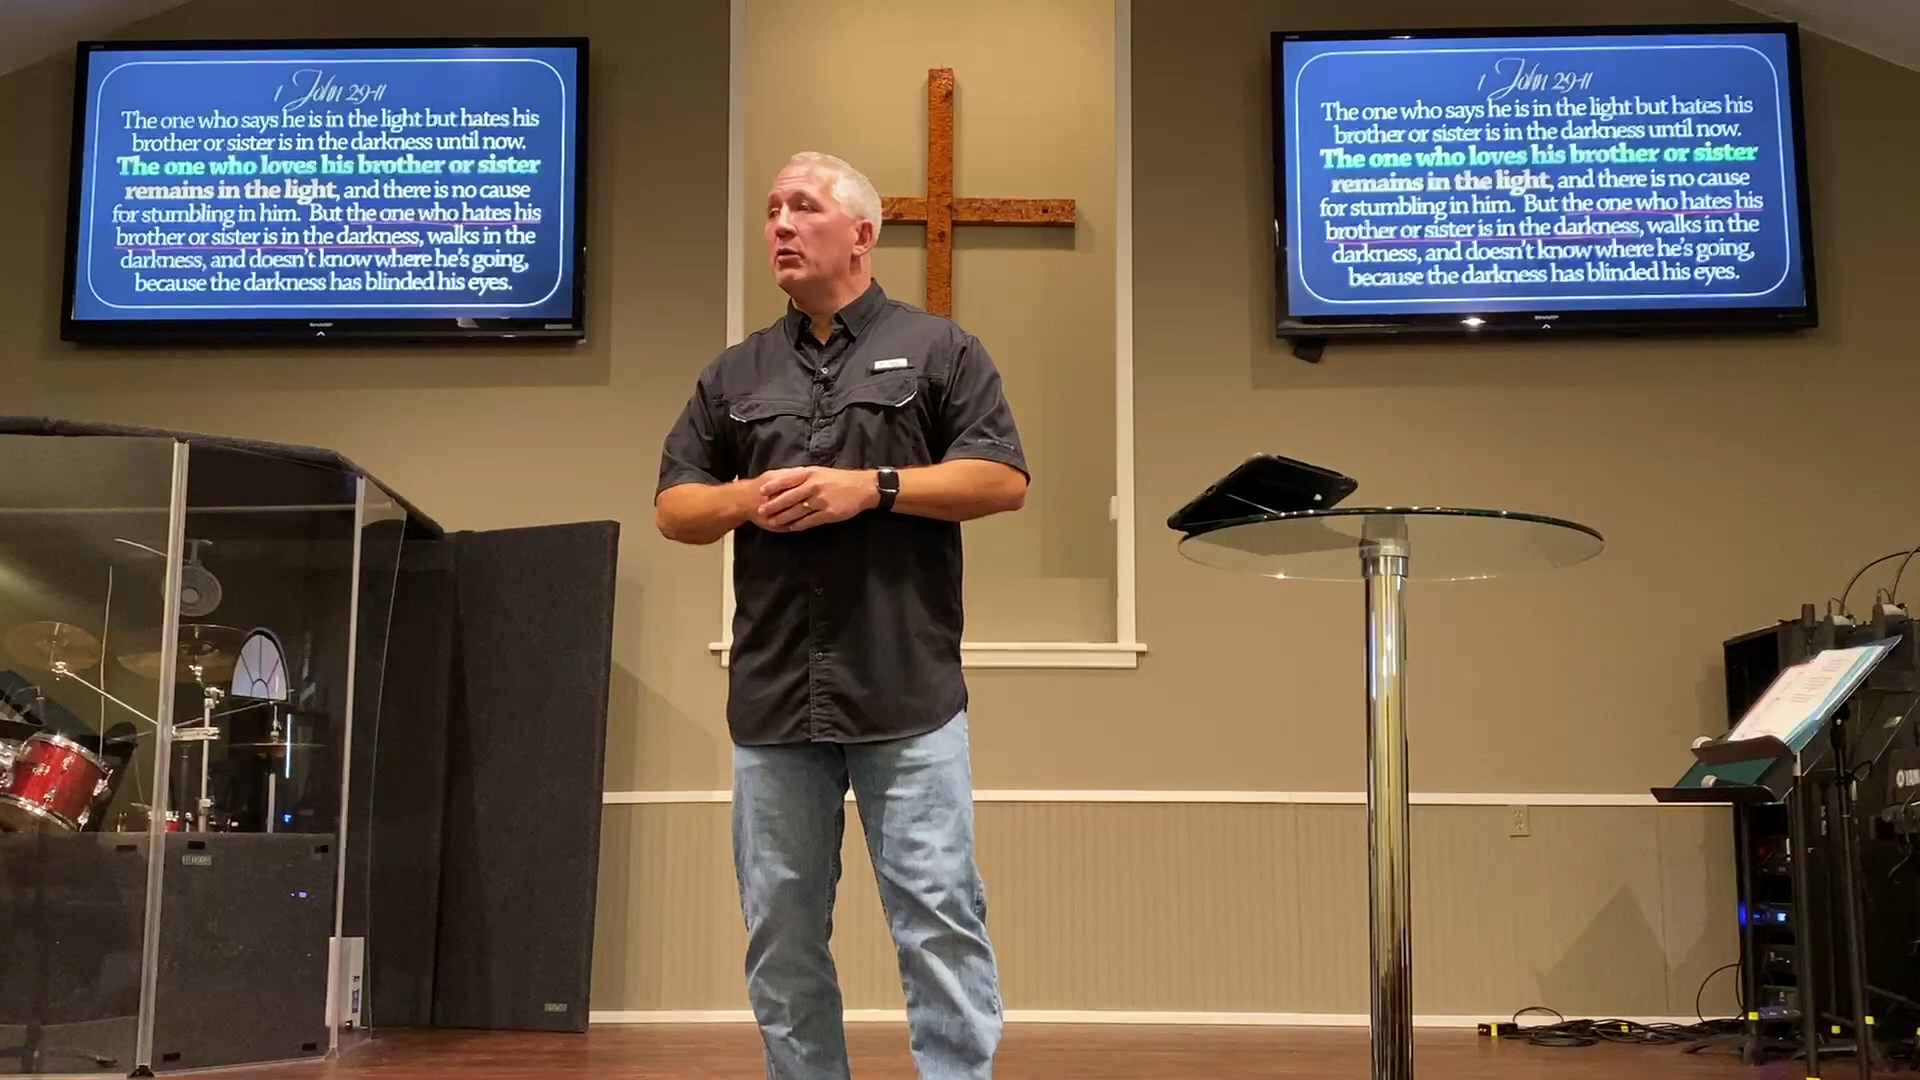 1 John 29-11
The one who says he is in the light but hates his
brother or sister is in the darkness until now.
The one who loves his brother or sister
remains in the light, and there is no cause
for stumbling in him. But the one who hates his
brother or sister is in the darkness, walks in the
darkness, and doesn't know where he's going,
because the darkness has blinded his eyes.
SHARP
1 John 29-11
The one who says he is in the light but hates his
brother or sister is in the darkness until now.
The one who loves his brother or sister
remains in the light, and there is no cause
for stumbling in him. But the one who hates his
brother or sister is in the darkness, walks in the
darkness, and doesn't know where he's going,
because the darkness has blinded his eyes.
SHARP